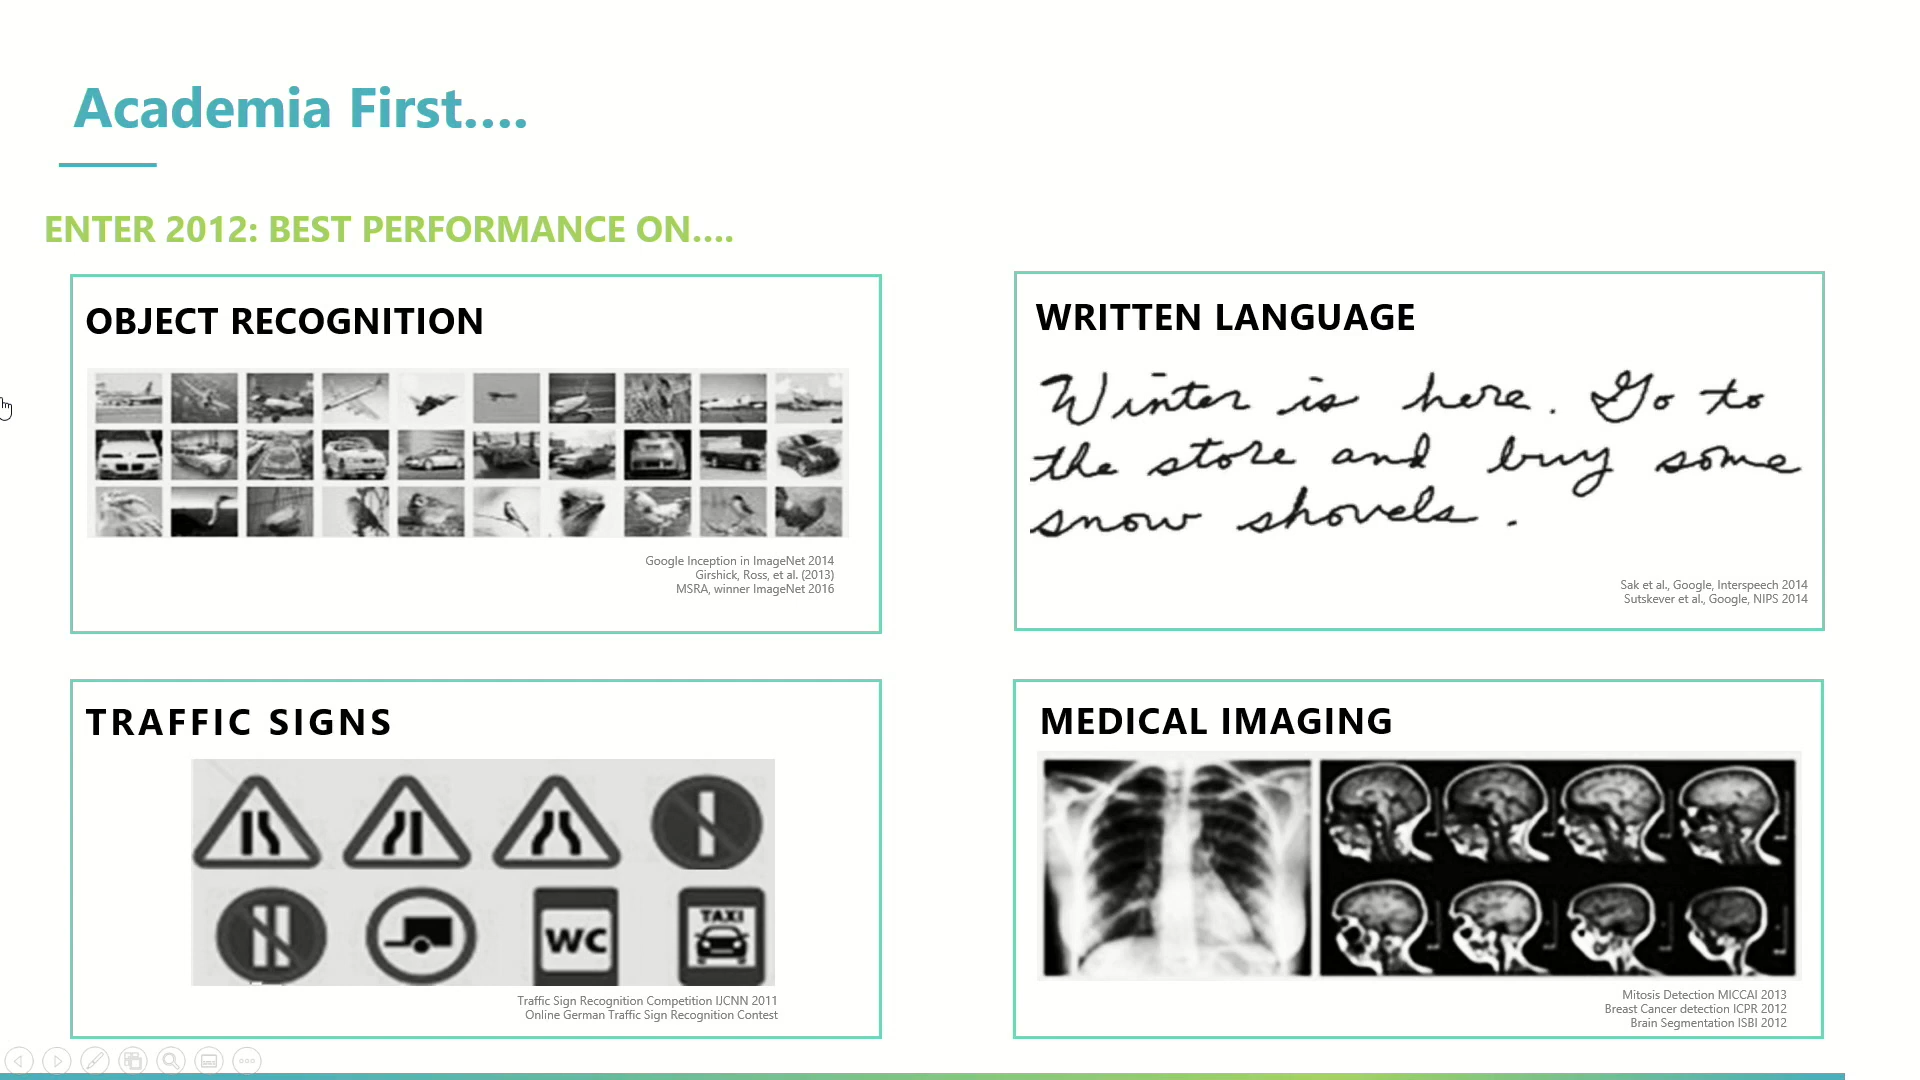 Academia First....
ENTER 2012: BEST PERFORMANCE ON....
OBJECT RECOGNITION
Google Inception in ImageNet 2014
Girshick, Ross, et al. (2013)
MSRA, winner ImageNet 2016
WRITTEN LANGUAGE
Winter is here. Go to
the store and buy some
snow shovels.
Sak et al., Google, Interspeech 2014
Sutskever et al., Google, NIPS 2014
TRAFFIC SIGNS
WC
TAXI
Traffic Sign Recognition Competition IJCNN 2011
Online German Traffic Sign Recognition Contest
MEDICAL IMAGING
Mitosis Detection MICCAI 2013
Breast Cancer detection ICPR 2012
Brain Segmentation ISBI 2012